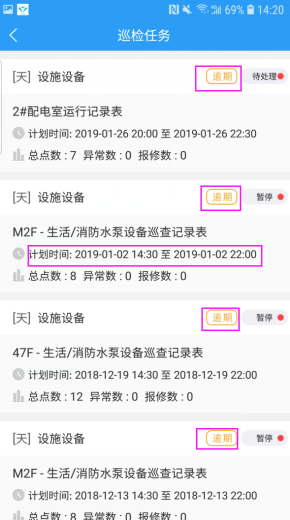 69% 14:20
巡检任务
[天] 设施设备 逾期 待处理
2#配电室运行记录表
计划时间: 2019-01-26 20:00 至 2019-01-26 22:30
总点数 : 7 异常数 : 0 报修数 : 0
[天] 设施设备 逾期 暂停
M2F - 生活/消防水泵设备巡查记录表
计划时间: 2019-01-02 14:30 至 2019-01-02 22:00
总点数 : 8 异常数 : 0 报修数 : 0
[天] 设施设备 逾期 暂停
47F - 生活/消防水泵设备巡查记录表
计划时间: 2018-12-19 14:30 至 2018-12-19 22:00
总点数 : 12 异常数 : 0 报修数 : 0
[天] 设施设备 逾期 暂停
M2F - 生活/消防水泵设备巡查记录表
计划时间: 2018-12-13 14:30 至 2018-12-13 22:00
总点数 : 8 异常数 : 0 报修数 : 0